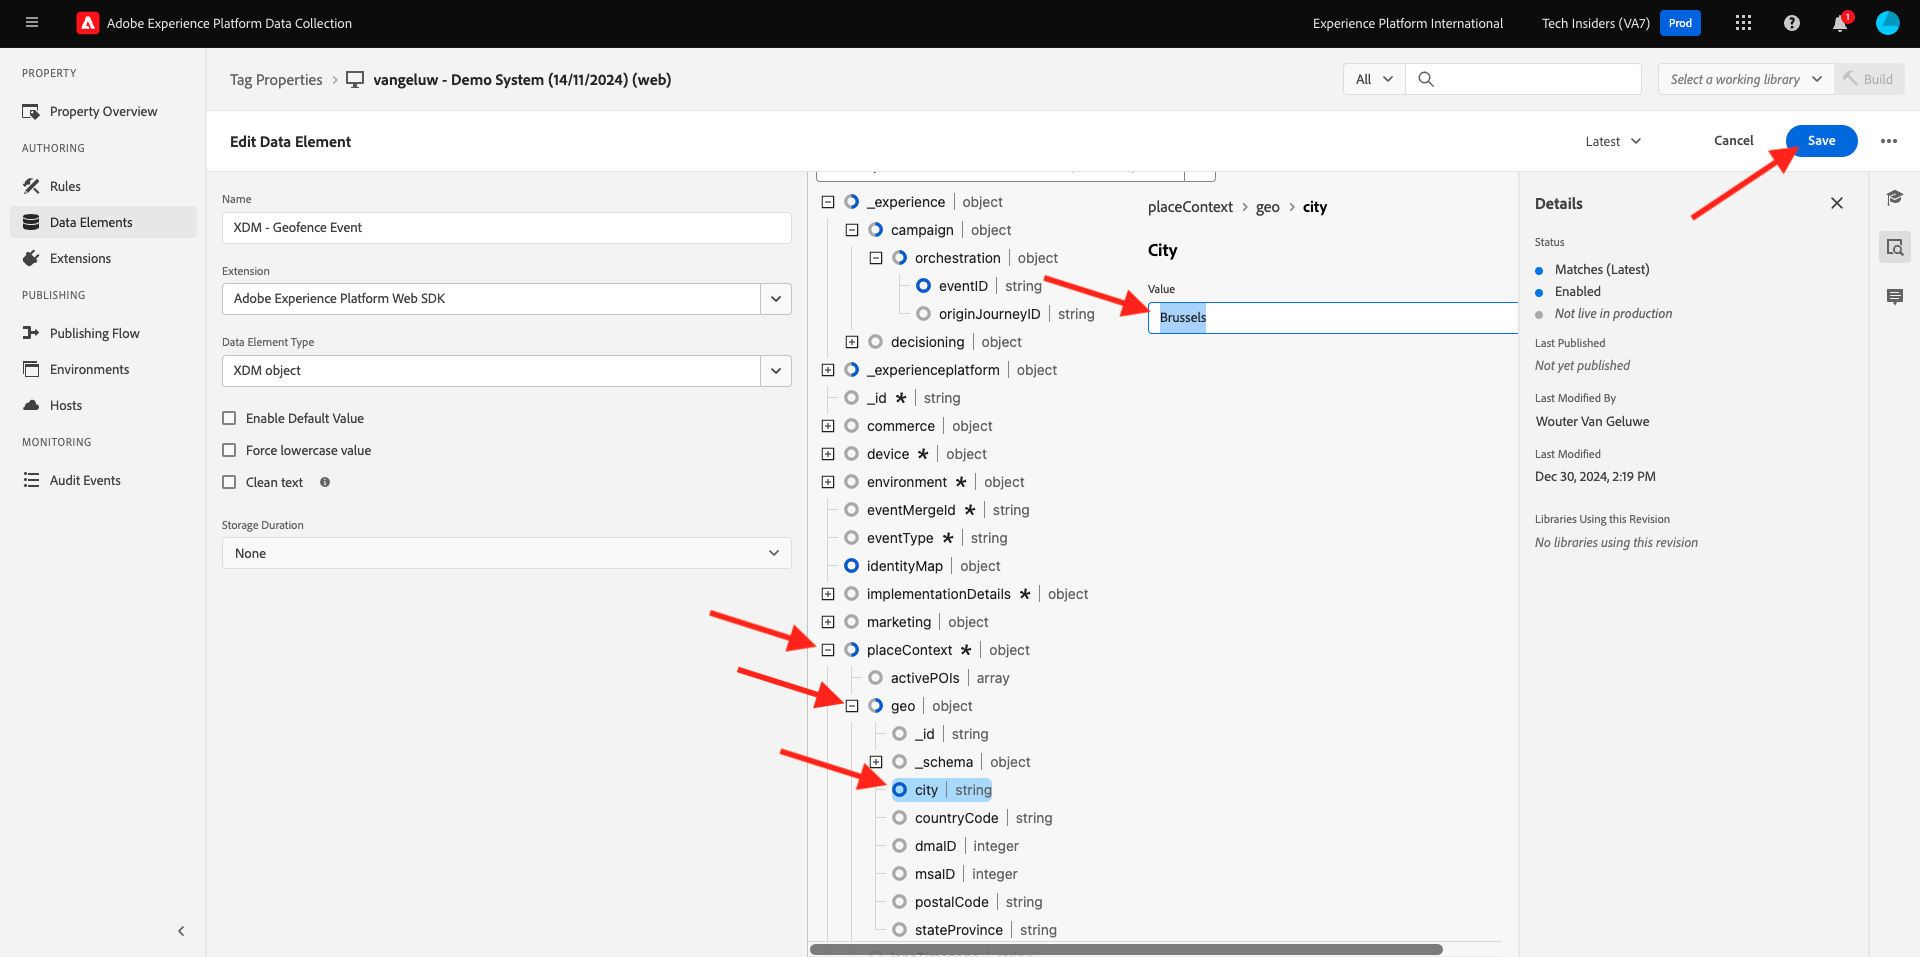 Adobe Experience Platform Data Collection
Experience Platform International
Tech Insiders (VA7)
Prod
1
PROPERTY
Property Overview
AUTHORING
Rules
Data Elements
Extensions
PUBLISHING
Publishing Flow
Environments
Hosts
MONITORING
Audit Events
Tag Properties
vangeluw - Demo System (14/11/2024) (web)
All
Select a working library
Build
Edit Data Element
Latest
Cancel
Save
Name
XDM - Geofence Event
Extension
Adobe Experience Platform Web SDK
Data Element Type
XDM object
Enable Default Value
Force lowercase value
Clean text
Storage Duration
None
_experience | object
campaign | object
orchestration | object
eventID | string
originJourneyID | string
decisioning | object
_experienceplatform | object
_id * | string
commerce | object
device * | object
environment * | object
eventMergeId * | string
eventType * | string
identityMap | object
implementationDetails * | object
marketing | object
placeContext * | object
activePOIs | array
geo | object
_id | string
_schema | object
city | string
countryCode | string
dmaID | integer
msaID | integer
postalCode | string
stateProvince | string
placeContext > geo > city
City
Value
Brussels
Details
Status
Matches (Latest)
Enabled
Not live in production
Last Published
Not yet published
Last Modified By
Wouter Van Geluwe
Last Modified
Dec 30, 2024, 2:19 PM
Libraries Using this Revision
No libraries using this revision